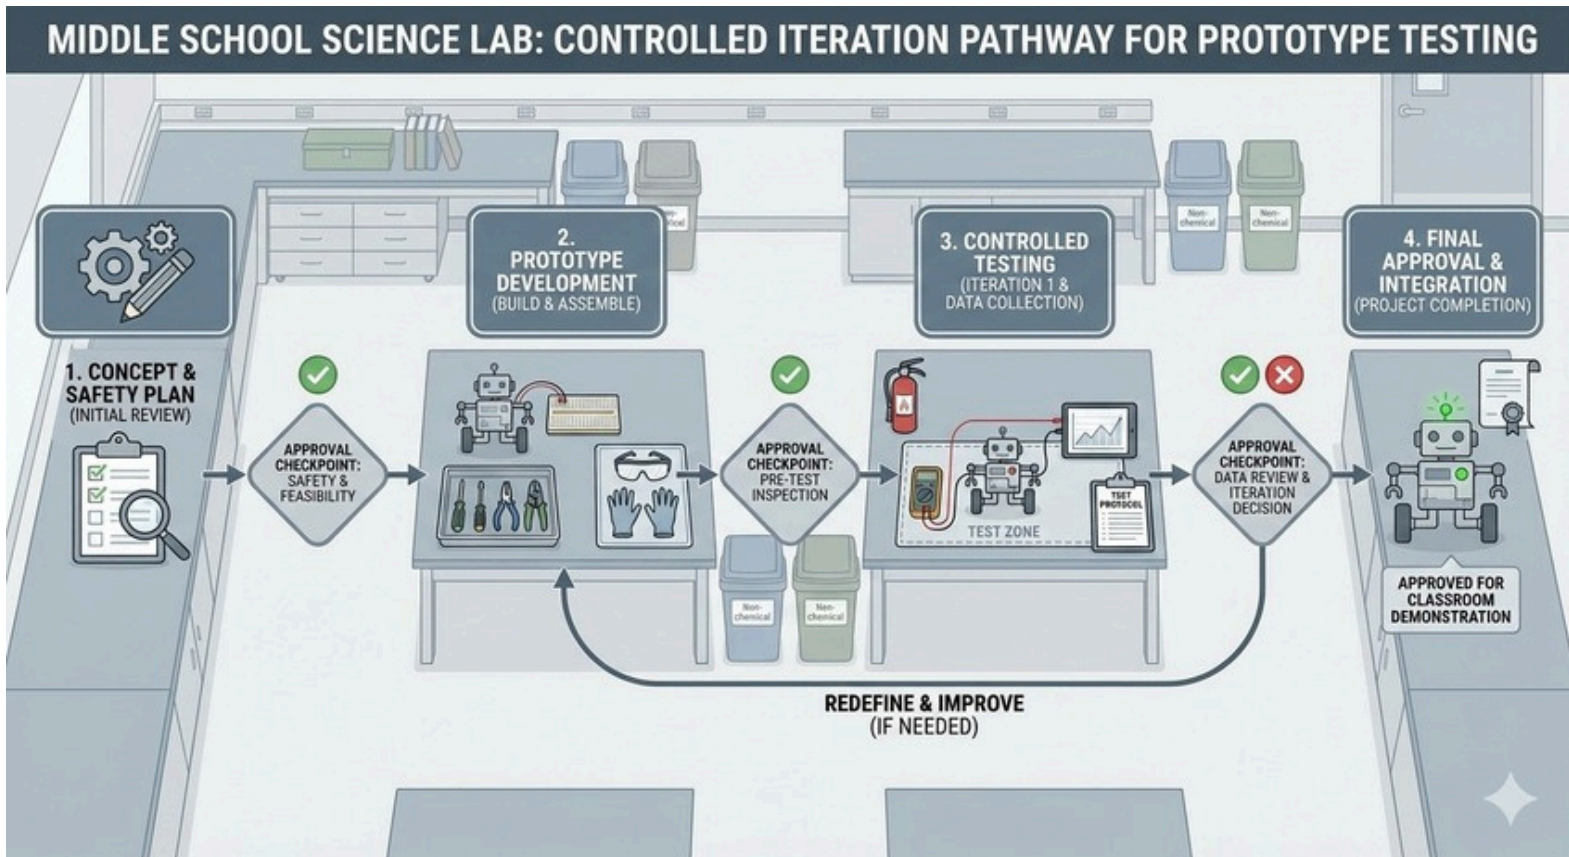 MIDDLE SCHOOL SCIENCE LAB: CONTROLLED ITERATION PATHWAY FOR PROTOTYPE TESTING
1. CONCEPT &
SAFETY PLAN
(INITIAL REVIEW)
APPROVAL
CHECKPOINT:
SAFETY &
FEASIBILITY
2.
PROTOTYPE
DEVELOPMENT
(BUILD & ASSEMBLE)
APPROVAL
CHECKPOINT:
PRE-TEST
INSPECTION
3. CONTROLLED
TESTING
(ITERATION 1 &
DATA COLLECTION)
TSET
PROTOCOL
TEST ZONE
APPROVAL
CHECKPOINT:
DATA REVIEW &
ITERATION
DECISION
4. FINAL
APPROVAL &
INTEGRATION
(PROJECT COMPLETION)
APPROVED FOR
CLASSROOM
DEMONSTRATION
REDEFINE & IMPROVE
(IF NEEDED)
Non-
chemical
Non-
chemical
Non-
chemical
Non-
chemical